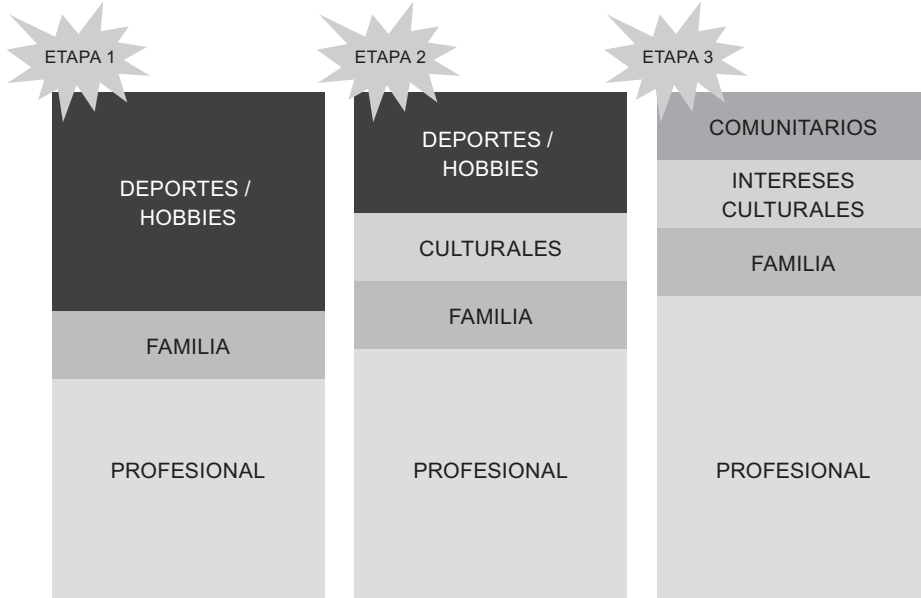 ETAPA 1
DEPORTES /
HOBBIES
FAMILIA
PROFESIONAL
ETAPA 2
DEPORTES /
HOBBIES
CULTURALES
FAMILIA
PROFESIONAL
ETAPA 3
COMUNITARIOS
INTERESES
CULTURALES
FAMILIA
PROFESIONAL